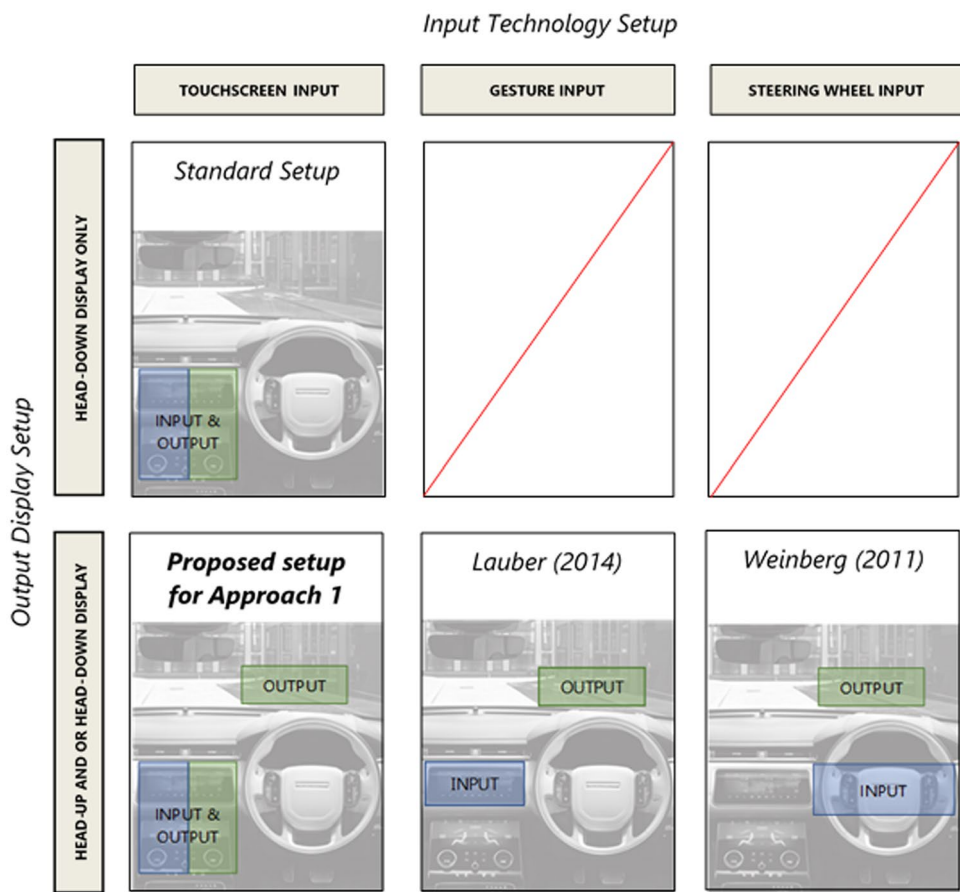 Input Technology Setup
TOUCHSCREEN INPUT
GESTURE INPUT
STEERING WHEEL INPUT
Output Display Setup
HEAD-DOWN DISPLAY ONLY
Standard Setup
INPUT &
OUTPUT
HEAD-UP AND OR HEAD-DOWN DISPLAY
Proposed setup
for Approach 1
OUTPUT
INPUT &
OUTPUT
Lauber (2014)
OUTPUT
INPUT
Weinberg (2011)
OUTPUT
INPUT